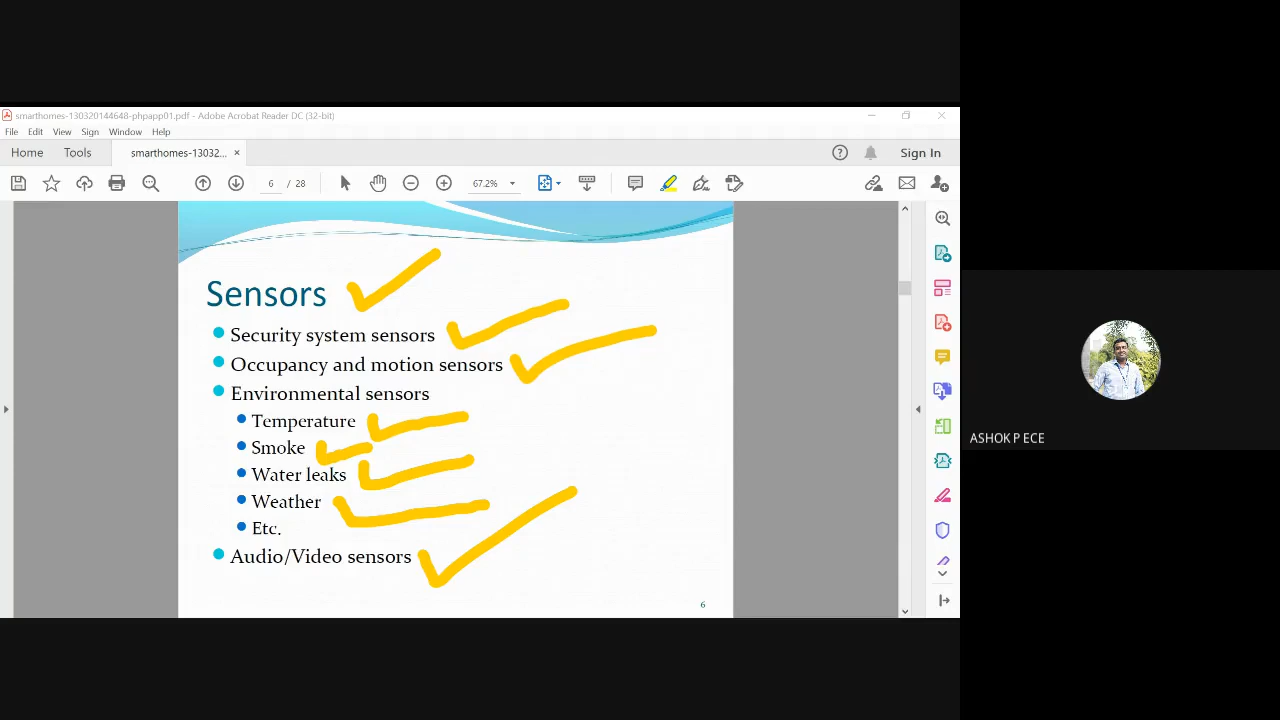 smarthomes-130320144648-phpapp01.pdf - Adobe Acrobat Reader DC (32-bit)
File Edit View Sign Window Help
Home Tools smarthomes-13032... × Sign In
6 / 28 67.2%
Sensors
Security system sensors
Occupancy and motion sensors
Environmental sensors
Temperature
Smoke
Water leaks
Weather
Etc.
Audio/Video sensors
6
ASHOK P ECE